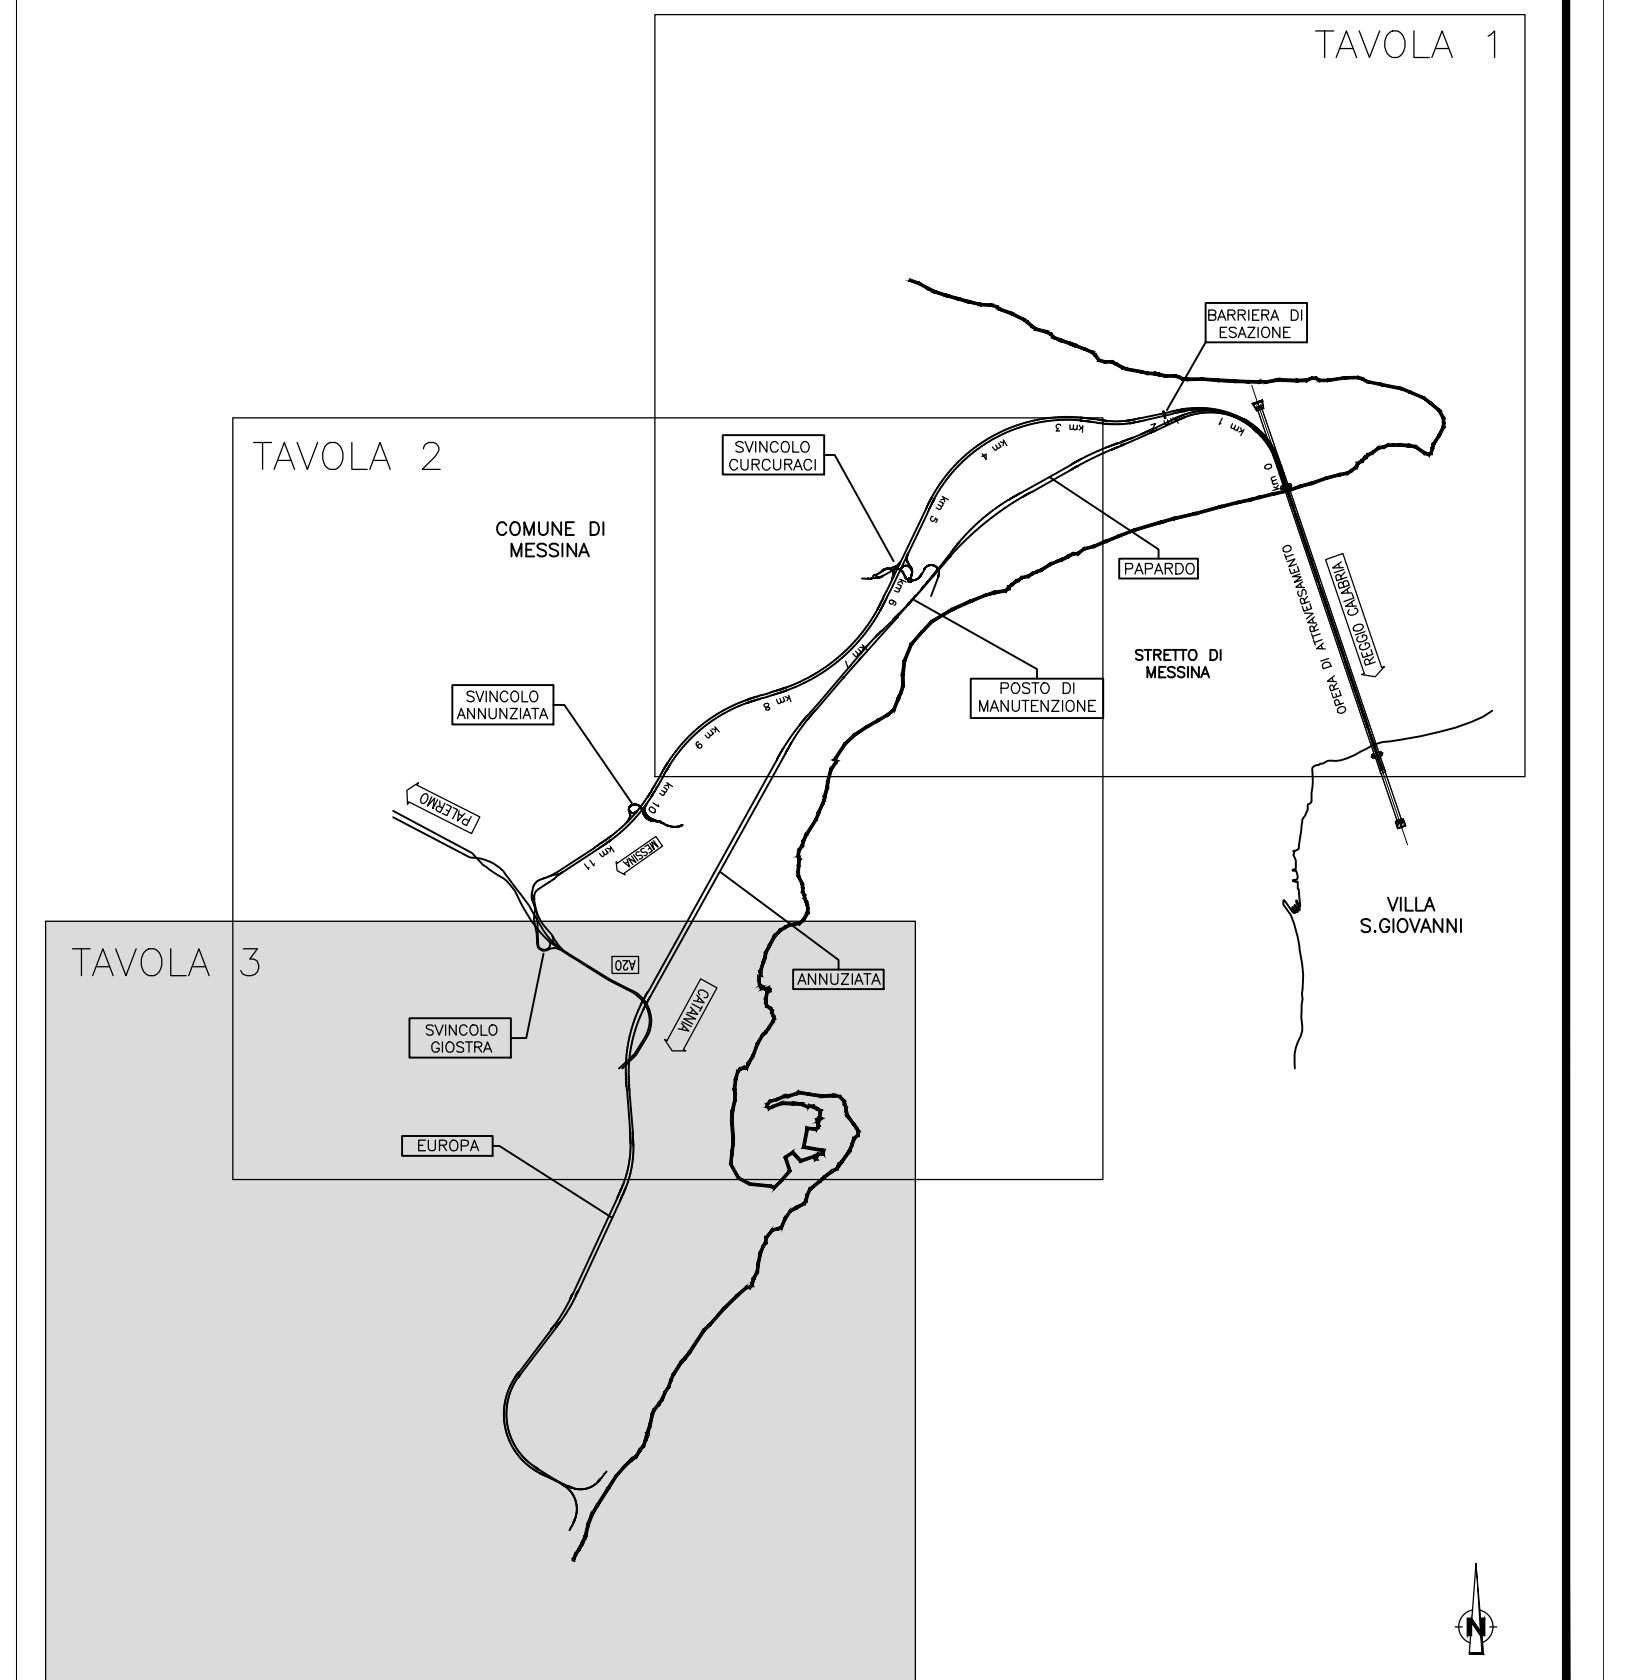 TAVOLA 1
BARRIERA DI
ESAZIONE
TAVOLA 2
SVINCOLO
CURCURACI
km 0
km 1
km 2
km 3
km 4
km 5
km 6
km 7
km 8
km 9
km 10
km 11
COMUNE DI
MESSINA
PAPARDO
OPERA DI ATTRAVERSAMENTO
REGGIO CALABRIA
STRETTO DI
MESSINA
POSTO DI
MANUTENZIONE
SVINCOLO
ANNUNZIATA
PALERMO
MESSINA
VILLA
S.GIOVANNI
TAVOLA 3
A20
ANNUZIATA
CATANIA
SVINCOLO
GIOSTRA
EUROPA
N